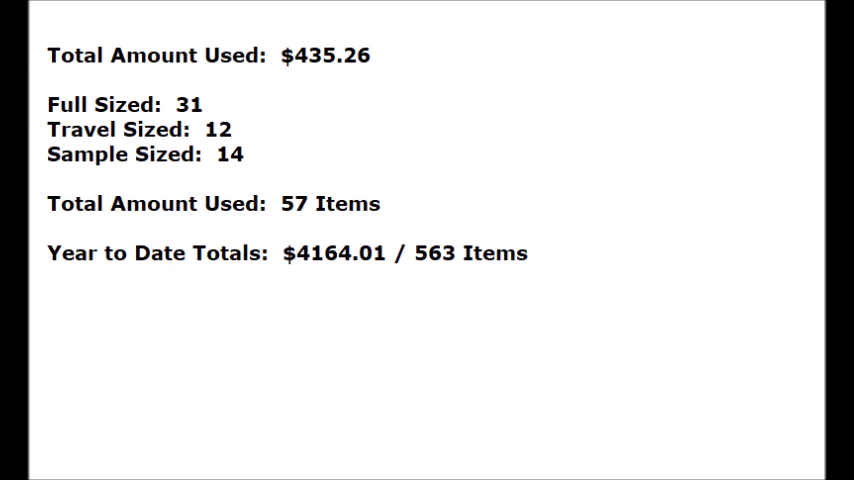 Total Amount Used:  $435.26
Full Sized:  31
Travel Sized:  12
Sample Sized:  14
Total Amount Used:  57 Items
Year to Date Totals:  $4164.01 / 563 Items